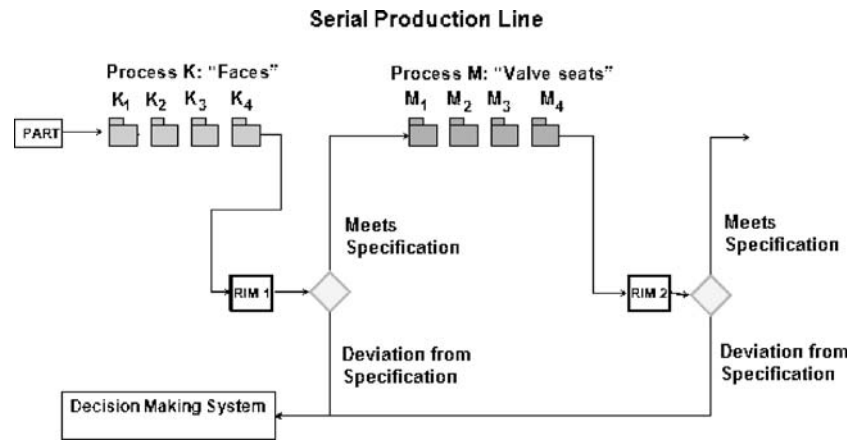 Serial Production Line
Process K: "Faces"
Process M: "Valve seats"
K1 K2 K3 K4
M1 M2 M3 M4
PART
Meets
Specification
Meets
Specification
RIM 1
RIM 2
Deviation from
Specification
Deviation from
Specification
Decision Making System